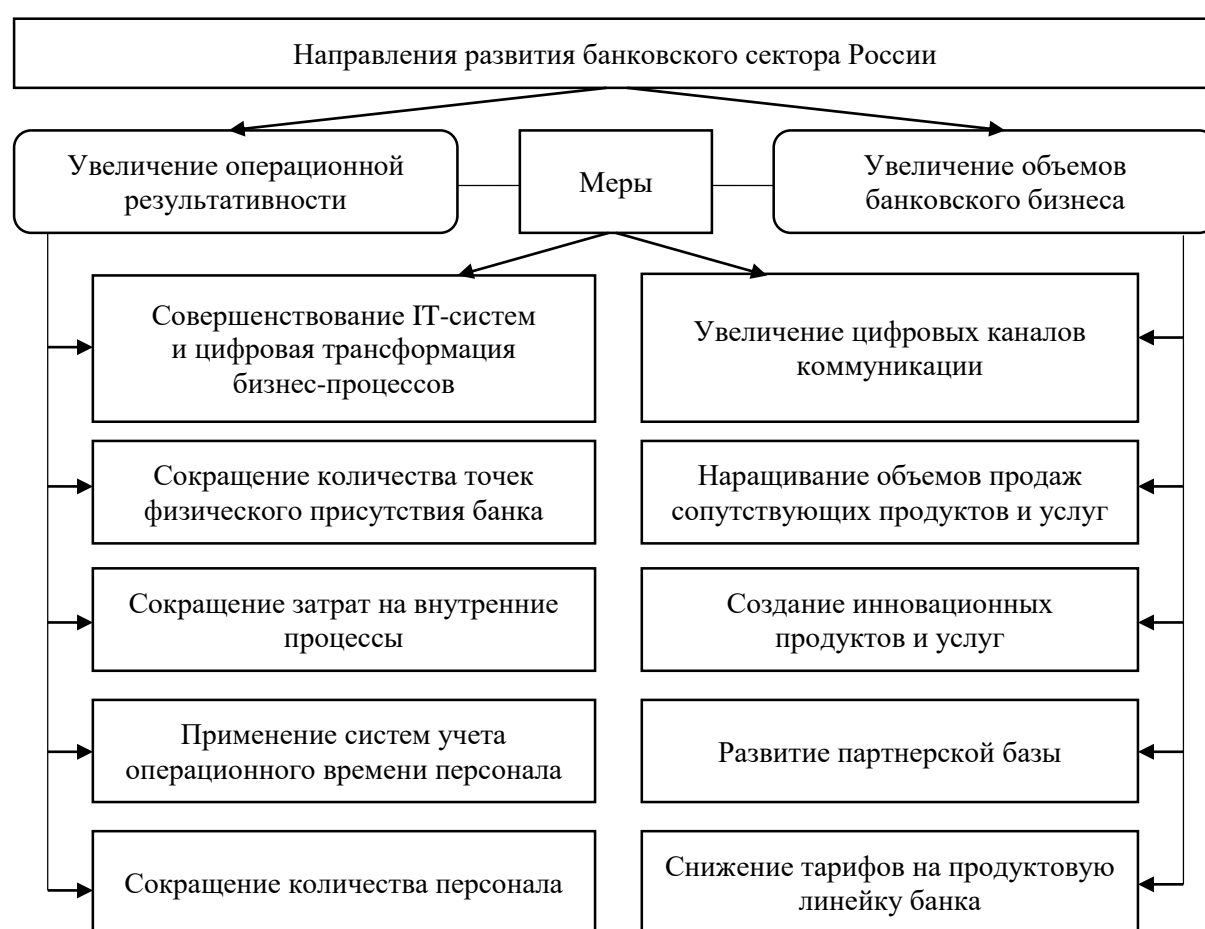 Направления развития банковского сектора России
Увеличение операционной
результативности
Меры
Увеличение объемов
банковского бизнеса
Совершенствование IT-систем
и цифровая трансформация
бизнес-процессов
Увеличение цифровых каналов
коммуникации
Сокращение количества точек
физического присутствия банка
Наращивание объемов продаж
сопутствующих продуктов и услуг
Сокращение затрат на внутренние
процессы
Создание инновационных
продуктов и услуг
Применение систем учета
операционного времени персонала
Развитие партнерской базы
Сокращение количества персонала
Снижение тарифов на продуктовую
линейку банка